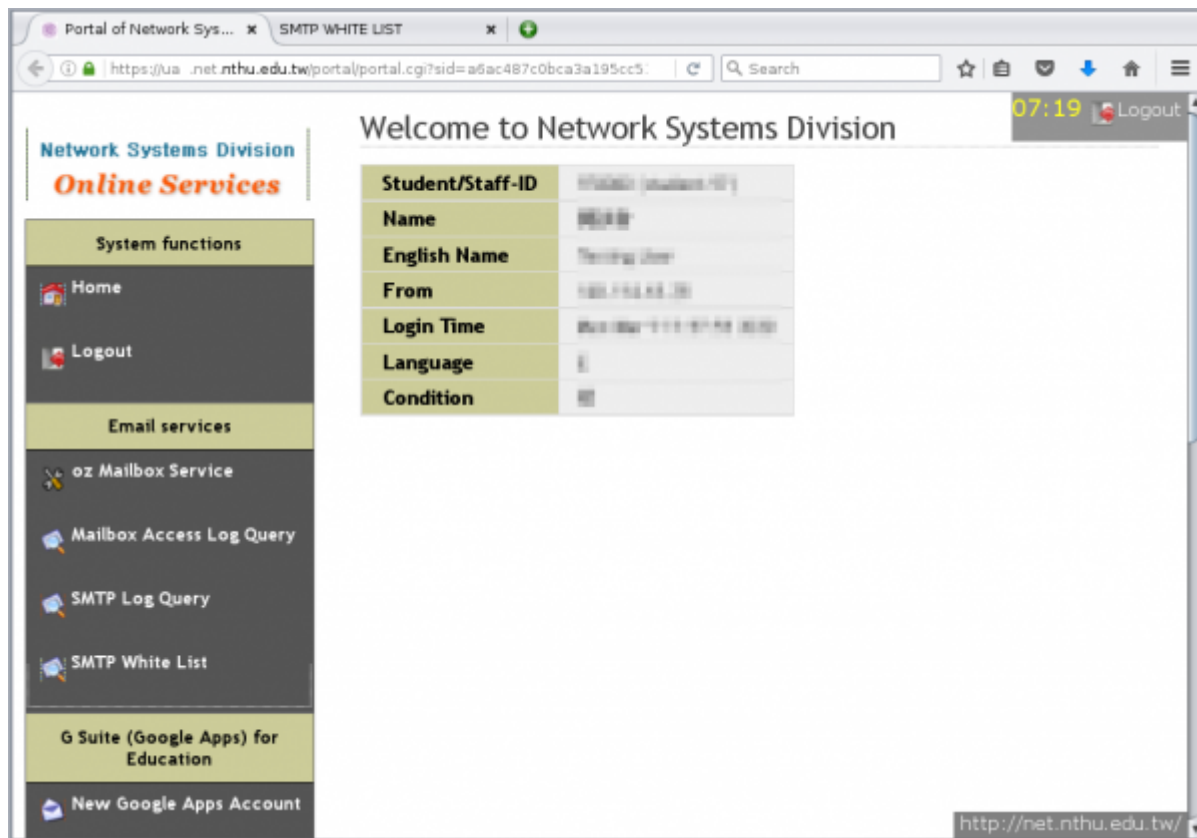 Portal of Network Sys... × SMTP WHITE LIST ×
https://ua .net.nthu.edu.tw/portal/portal.cgi?sid=a6ac487c0bca3a195cc5: Search
07:19 Logout
Network Systems Division
Online Services
System functions
Home
Logout
Email services
oz Mailbox Service
Mailbox Access Log Query
SMTP Log Query
SMTP White List
G Suite (Google Apps) for
Education
New Google Apps Account
Welcome to Network Systems Division
Student/Staff-ID
Name
English Name
From
Login Time
Language
Condition
http://net.nthu.edu.tw/